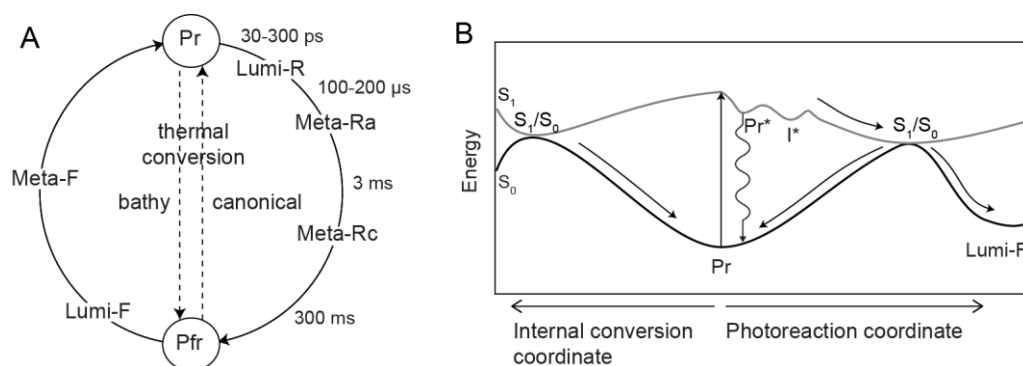 A
Pr
30-300 ps
Lumi-R
100-200 µs
Meta-Ra
thermal
conversion
Meta-F
3 ms
bathy
canonical
Meta-Rc
Lumi-F
300 ms
Pfr
B
Energy
S1
S1/S0
S0
Pr*
I*
S1/S0
Pr
Internal conversion
coordinate
Photoreaction coordinate